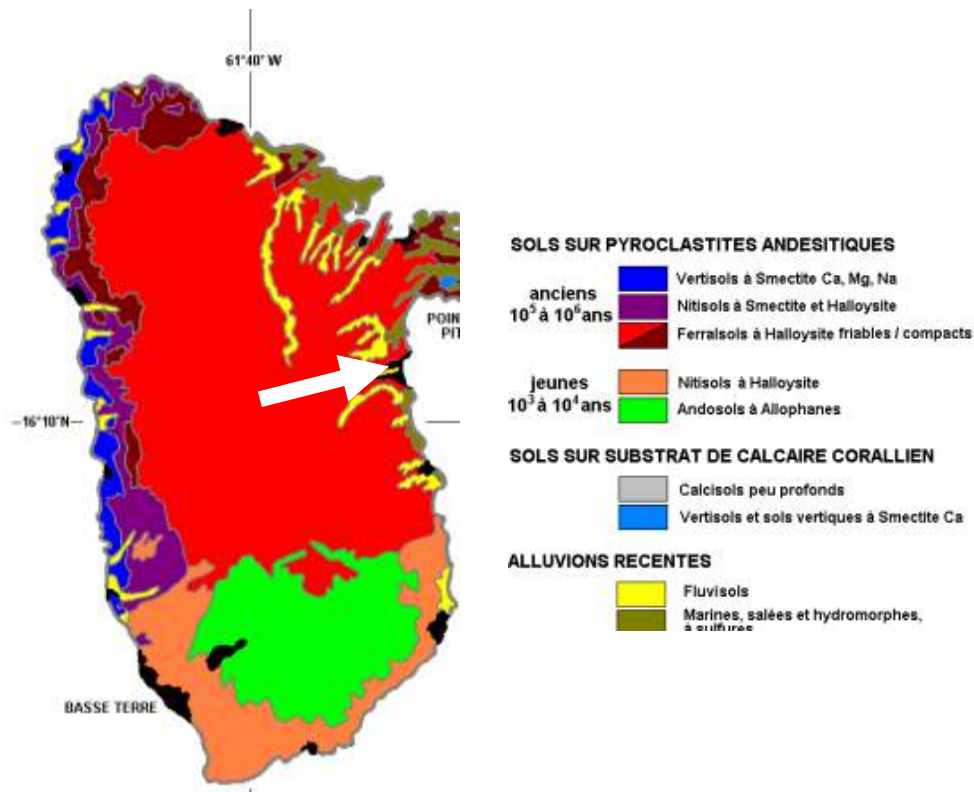 61°40' W
POIN
PIT
–16°10'N
BASSE TERRE
SOLS SUR PYROCLASTITES ANDESITIQUES
anciens
10⁵ à 10⁶ ans
Vertisols à Smectite Ca, Mg, Na
Nitisols à Smectite et Halloysite
Ferralsols à Halloysite friables / compacts
jeunes
10³ à 10⁴ ans
Nitisols à Halloysite
Andosols à Allophanes
SOLS SUR SUBSTRAT DE CALCAIRE CORALLIEN
Calcisols peu profonds
Vertisols et sols vertiques à Smectite Ca
ALLUVIONS RECENTES
Fluvisols
Marines, salées et hydromorphes,
à sulfures